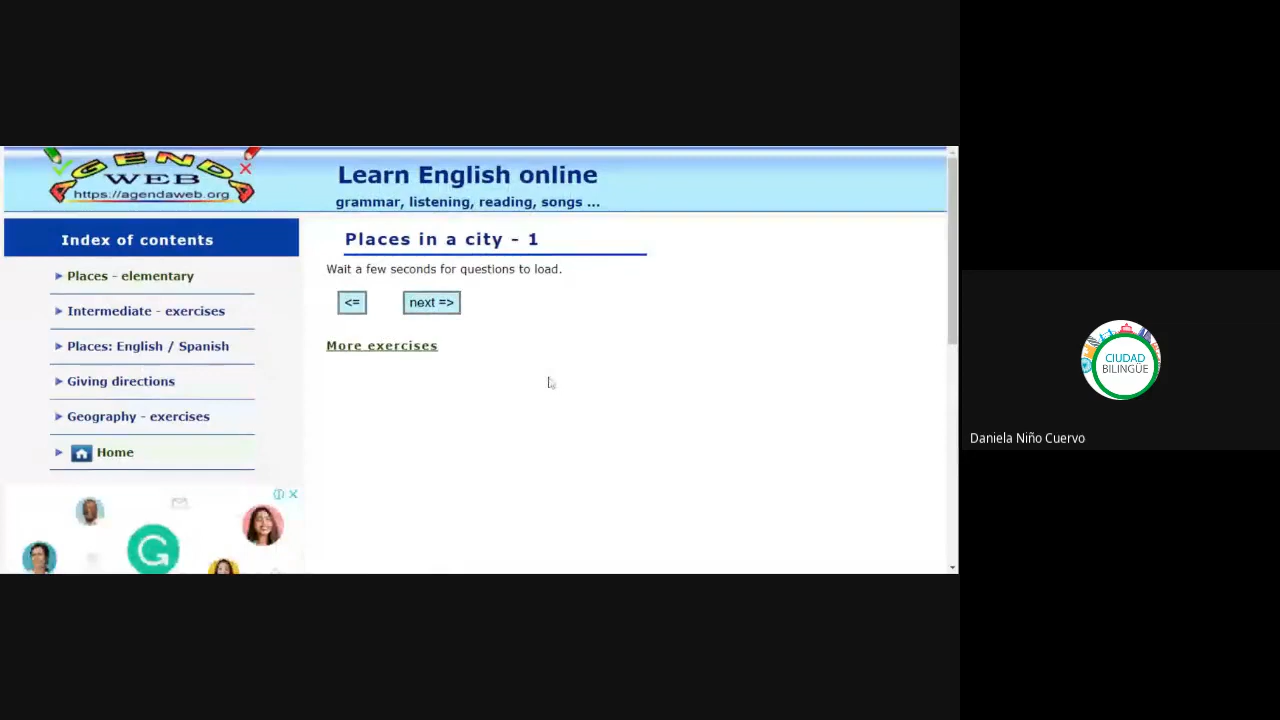 AGENDA
WEB
https://agendaweb.org
Learn English online
grammar, listening, reading, songs ...
Index of contents
Places - elementary
Intermediate - exercises
Places: English / Spanish
Giving directions
Geography - exercises
Home
Places in a city - 1
Wait a few seconds for questions to load.
<=
next =>
More exercises
G
CIUDAD
BILINGÜE
Daniela Niño Cuervo